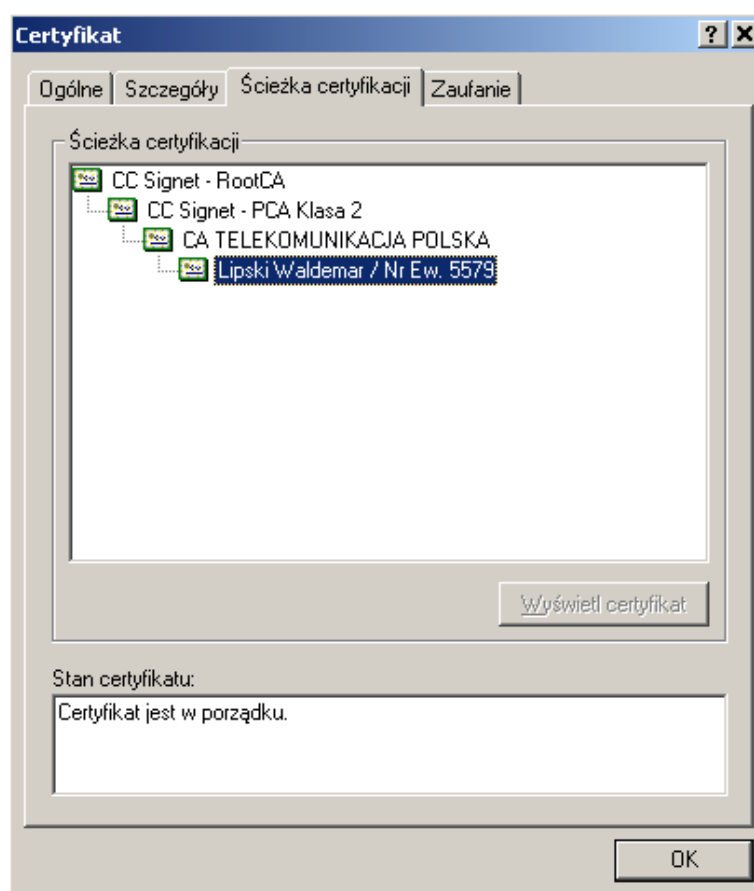 Certyfikat
Ogólne Szczegóły Ścieżka certyfikacji Zaufanie
Ścieżka certyfikacji
CC Signet - RootCA
CC Signet - PCA Klasa 2
CA TELEKOMUNIKACJA POLSKA
Lipski Waldemar / Nr Ew. 5579
Wyświetl certyfikat
Stan certyfikatu:
Certyfikat jest w porządku.
OK